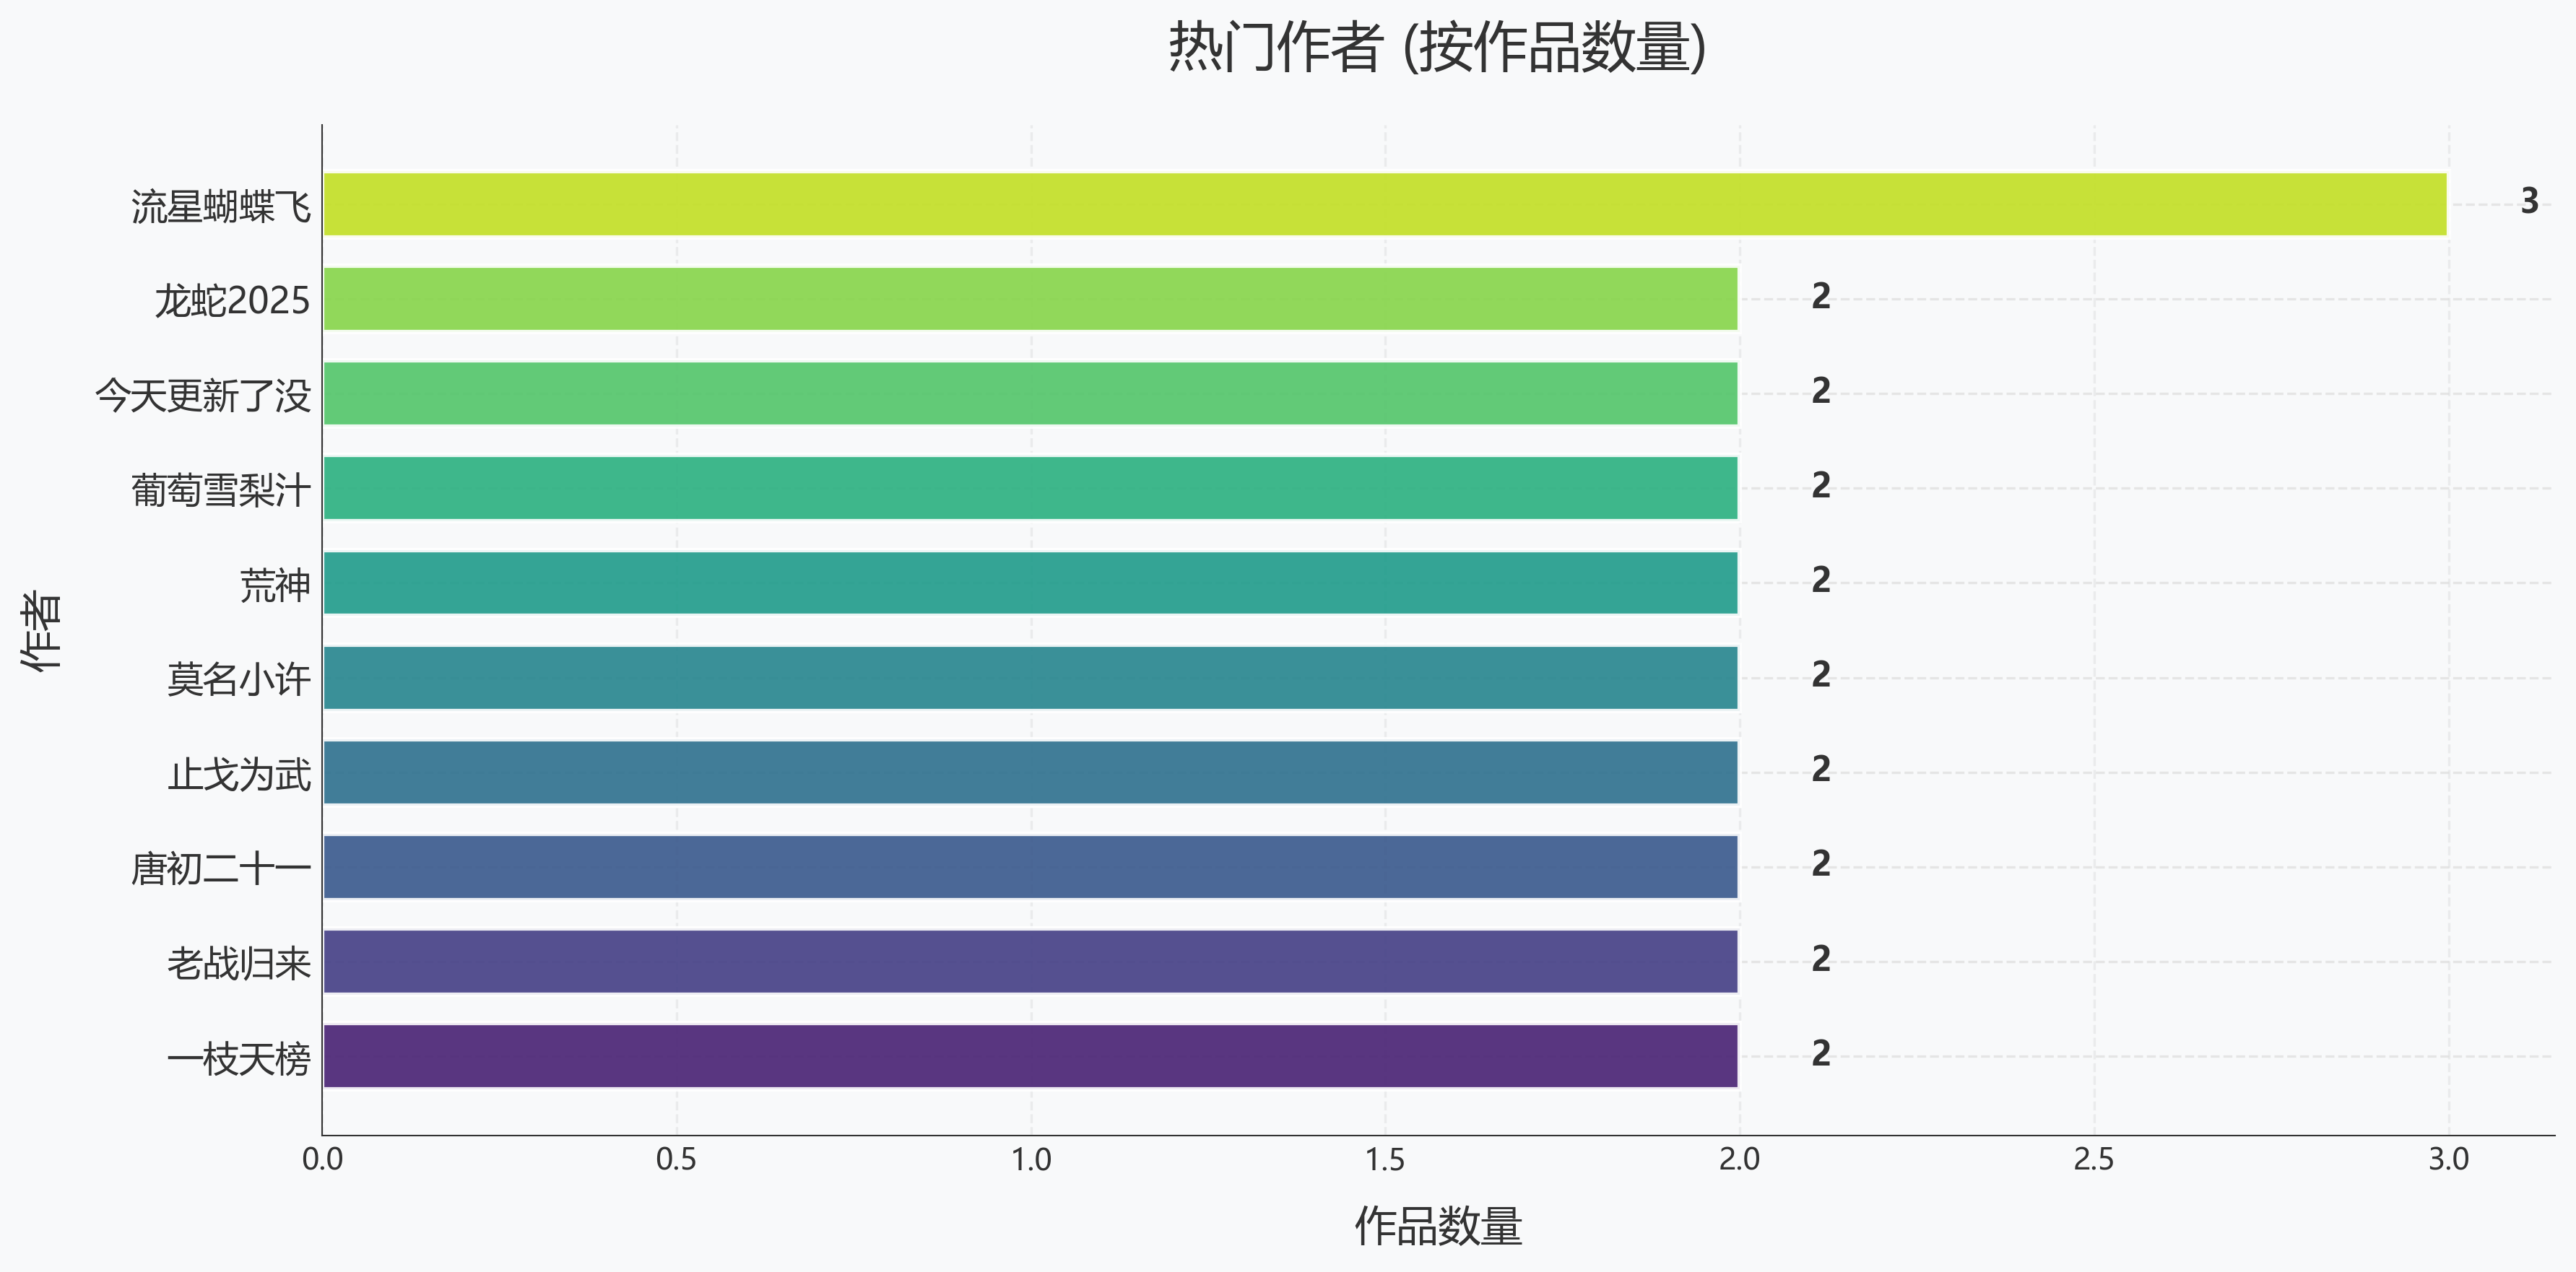 热门作者 (按作品数量)
流星蝴蝶飞
3
龙蛇2025
2
今天更新了没
2
葡萄雪梨汁
2
荒神
2
莫名小许
2
止戈为武
2
唐初二十一
2
老战归来
2
一枝天榜
2
作者
0.0
0.5
1.0
1.5
2.0
2.5
3.0
作品数量